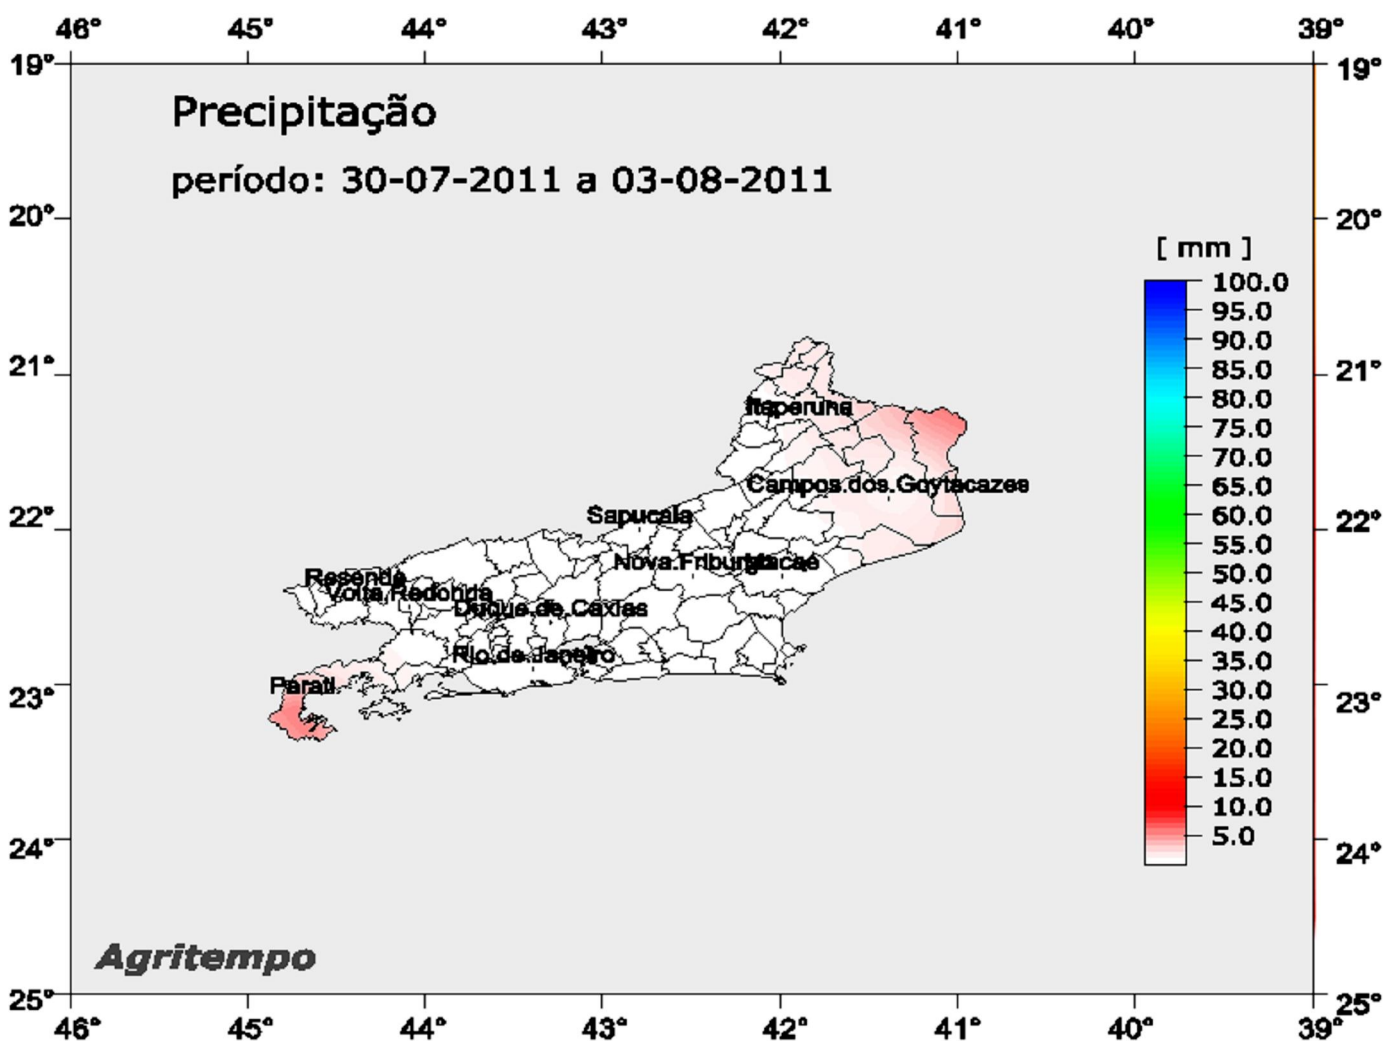 46° 45° 44° 43° 42° 41° 40° 39°
19° 19°
Precipitação
período: 30-07-2011 a 03-08-2011
20° 20°
[ mm ]
100.0
95.0
90.0
85.0
80.0
75.0
70.0
65.0
60.0
55.0
50.0
45.0
40.0
35.0
30.0
25.0
20.0
15.0
10.0
5.0
21° 21°
Itaperuna
Campos.dos.Goytacazes
Sapucaia
22° 22°
Nova.Friburgo
Macaé
Resende
Volta.Redonda
Duque.de.Caxias
Rio.de.Janeiro
Parati
23° 23°
24° 24°
Agritempo
25° 25°
46° 45° 44° 43° 42° 41° 40° 39°